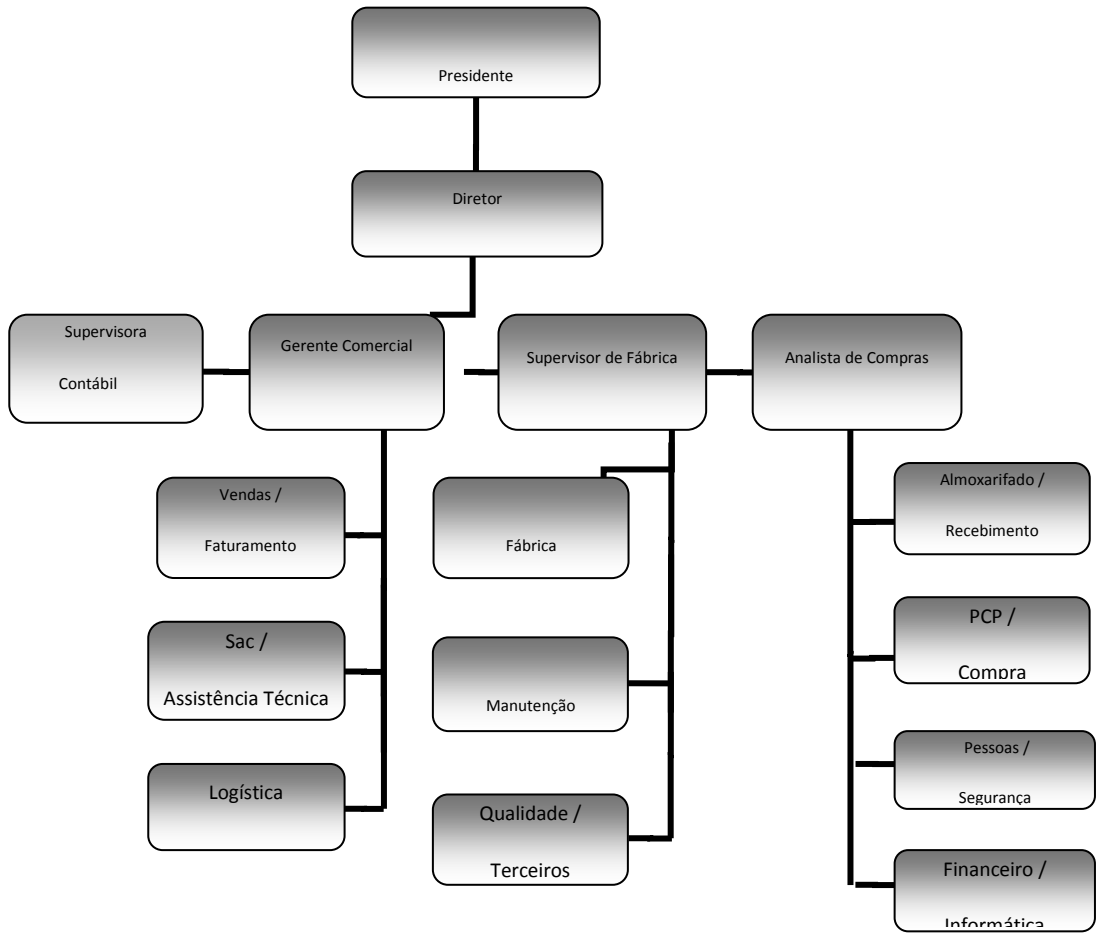 Presidente
Diretor
Supervisora
Contábil
Gerente Comercial
Supervisor de Fábrica
Analista de Compras
Vendas /
Faturamento
Sac /
Assistência Técnica
Logística
Fábrica
Manutenção
Qualidade /
Terceiros
Almoxarifado /
Recebimento
PCP /
Compra
Pessoas /
Segurança
Financeiro /
Informática